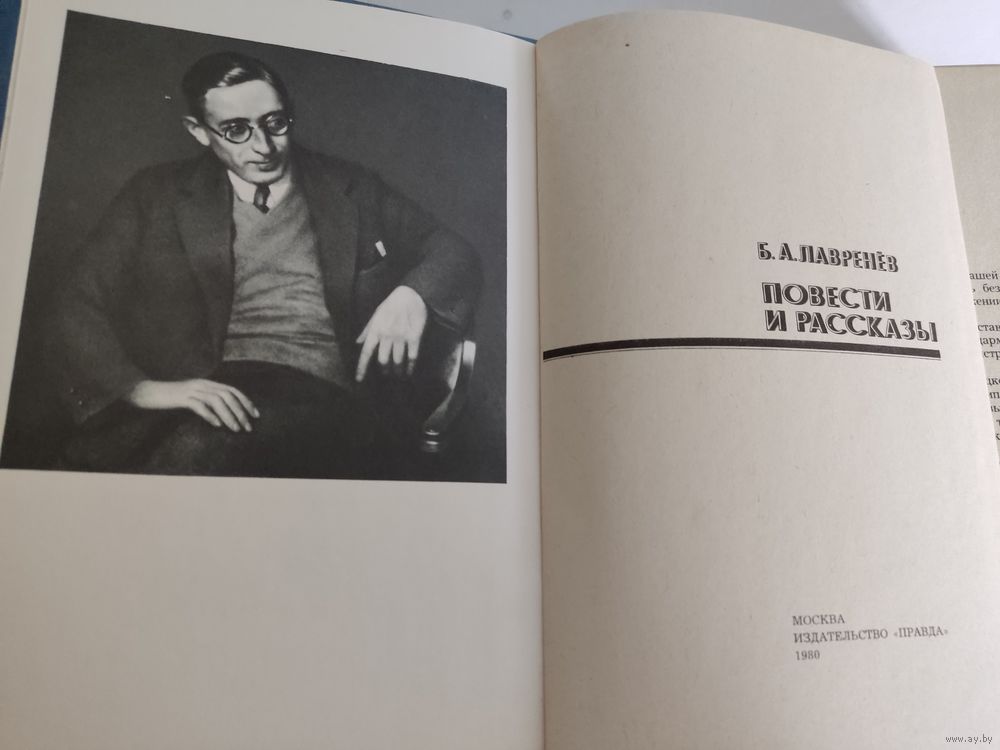 Б. А. ЛАВРЕНЁВ
ПОВЕСТИ
И РАССКАЗЫ
МОСКВА
ИЗДАТЕЛЬСТВО «ПРАВДА»
1980
www.ay.by